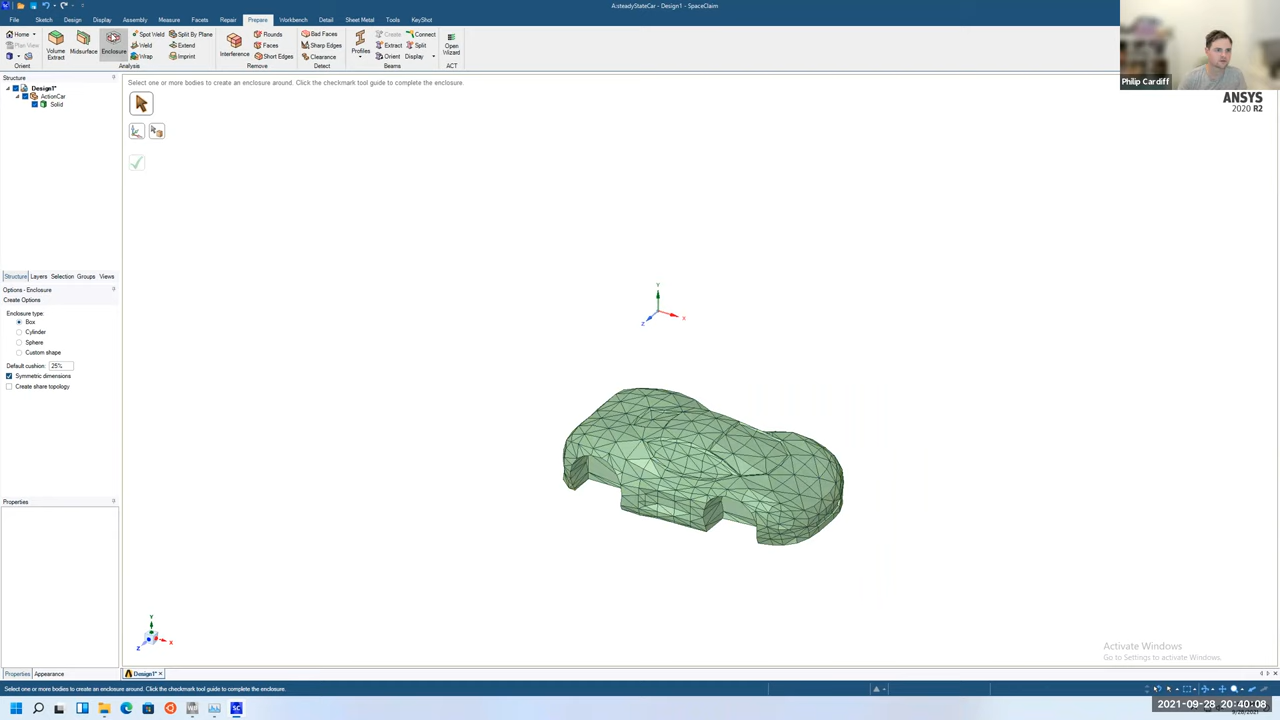 A:steadyStateCar - Design1 - SpaceClaim
File Sketch Design Display Assembly Measure Facets Repair Prepare Workbench Detail Sheet Metal Tools KeyShot
Home
Plan View
Orient
Volume Extract
Midsurface
Enclosure
Spot Weld
Weld
Wrap
Split By Plane
Extend
Imprint
Analysis
Interference
Rounds
Faces
Short Edges
Remove
Bad Faces
Sharp Edges
Clearance
Detect
Profiles
Create
Extract
Orient
Connect
Split
Display
Beams
Open Wizard
ACT
Philip Cardiff
ANSYS
2020 R2
Structure
Design1*
ActionCar
Solid
Select one or more bodies to create an enclosure around. Click the checkmark tool guide to complete the enclosure.
Structure Layers Selection Groups Views
Options - Enclosure
Create Options
Enclosure type:
Box
Cylinder
Sphere
Custom shape
Default cushion: 25%
Symmetric dimensions
Create share topology
Y
X
Z
Properties
Y
X
Z
Activate Windows
Go to Settings to activate Windows.
Properties Appearance
Design1*
Select one or more bodies to create an enclosure around. Click the checkmark tool guide to complete the enclosure.
2021-09-28 20:40:08